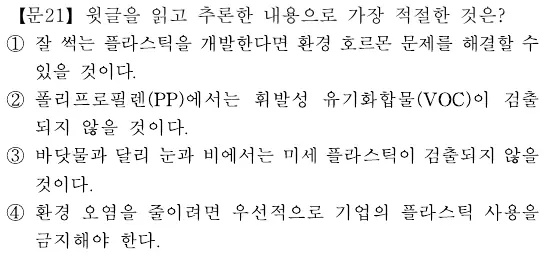 【문21】 윗글을 읽고 추론한 내용으로 가장 적절한 것은?
① 잘 썩는 플라스틱을 개발한다면 환경 호르몬 문제를 해결할 수
있을 것이다.
② 폴리프로필렌(PP)에서는 휘발성 유기화합물(VOC)이 검출
되지 않을 것이다.
③ 바닷물과 달리 눈과 비에서는 미세 플라스틱이 검출되지 않을
것이다.
④ 환경 오염을 줄이려면 우선적으로 기업의 플라스틱 사용을
금지해야 한다.